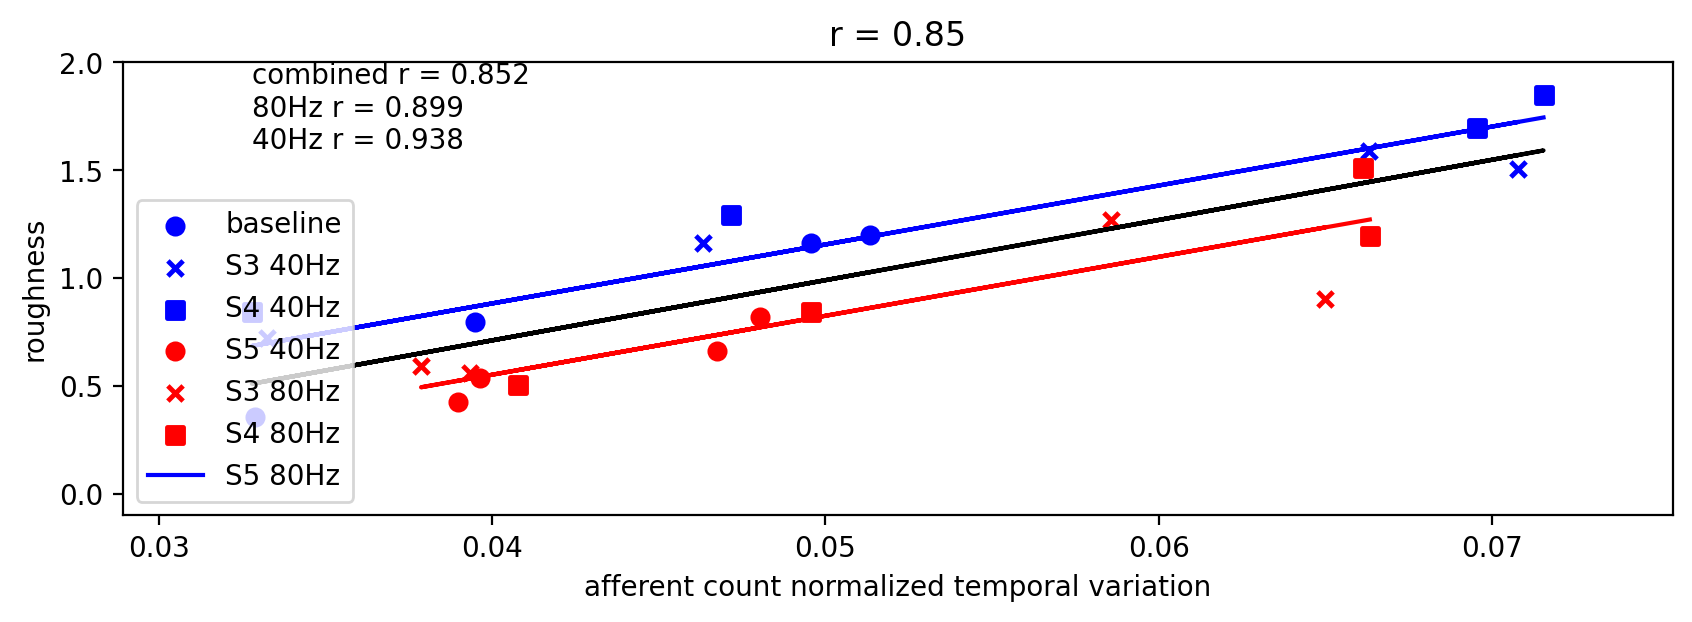 r = 0.85
combined r = 0.852
80Hz r = 0.899
40Hz r = 0.938
roughness
2.0
1.5
1.0
0.5
0.0
baseline
S3 40Hz
S4 40Hz
S5 40Hz
S3 80Hz
S4 80Hz
S5 80Hz
0.03 0.04 0.05 0.06 0.07
afferent count normalized temporal variation